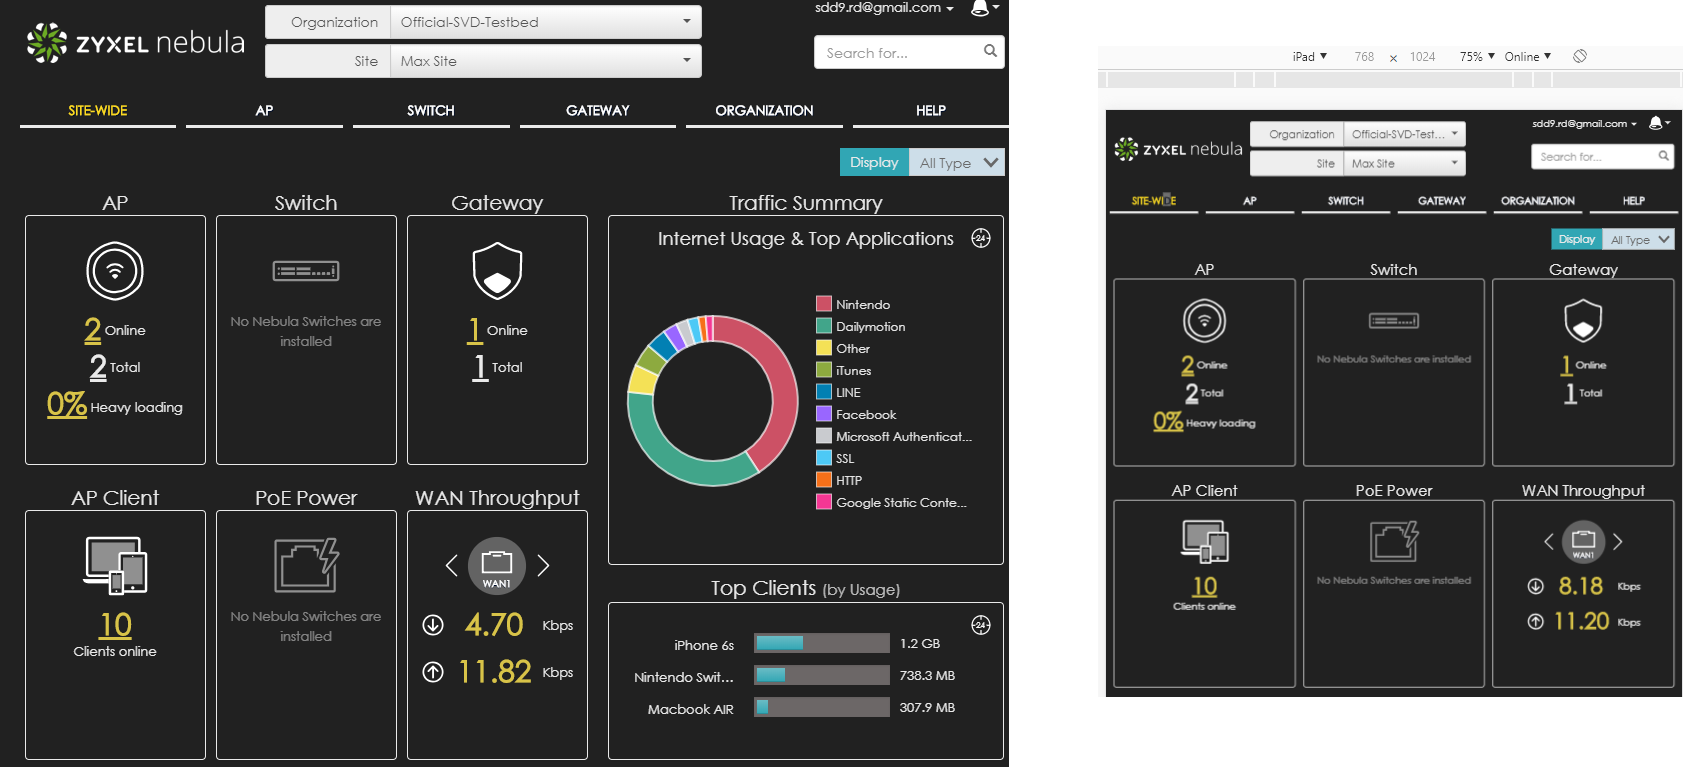 sdd9.rd@gmail.com
Organization Official-SVD-Testbed
ZYXEL nebula
Site Max Site
Search for...
SITE-WIDE AP SWITCH GATEWAY ORGANIZATION HELP
Display All Type
AP Switch Gateway Traffic Summary
Internet Usage & Top Applications
24
2 Online
2 Total
0% Heavy loading
No Nebula Switches are
installed
1 Online
1 Total
Nintendo
Dailymotion
Other
iTunes
LINE
Facebook
Microsoft Authenticat...
SSL
HTTP
Google Static Conte...
AP Client PoE Power WAN Throughput
10
Clients online
No Nebula Switches are
installed
WAN1
4.70 Kbps
11.82 Kbps
Top Clients (by Usage)
24
iPhone 6s 1.2 GB
Nintendo Swit... 738.3 MB
Macbook AIR 307.9 MB
iPad 768 × 1024 75% Online
sdd9.rd@gmail.com
Organization Official-SVD-Test...
ZYXEL nebula
Site Max Site
Search for...
SITE-WIDE AP SWITCH GATEWAY ORGANIZATION HELP
Display All Type
AP Switch Gateway
2 Online
2 Total
0% Heavy loading
No Nebula Switches are installed
1 Online
1 Total
AP Client PoE Power WAN Throughput
10
Clients online
No Nebula Switches are installed
WAN1
8.18 Kbps
11.20 Kbps